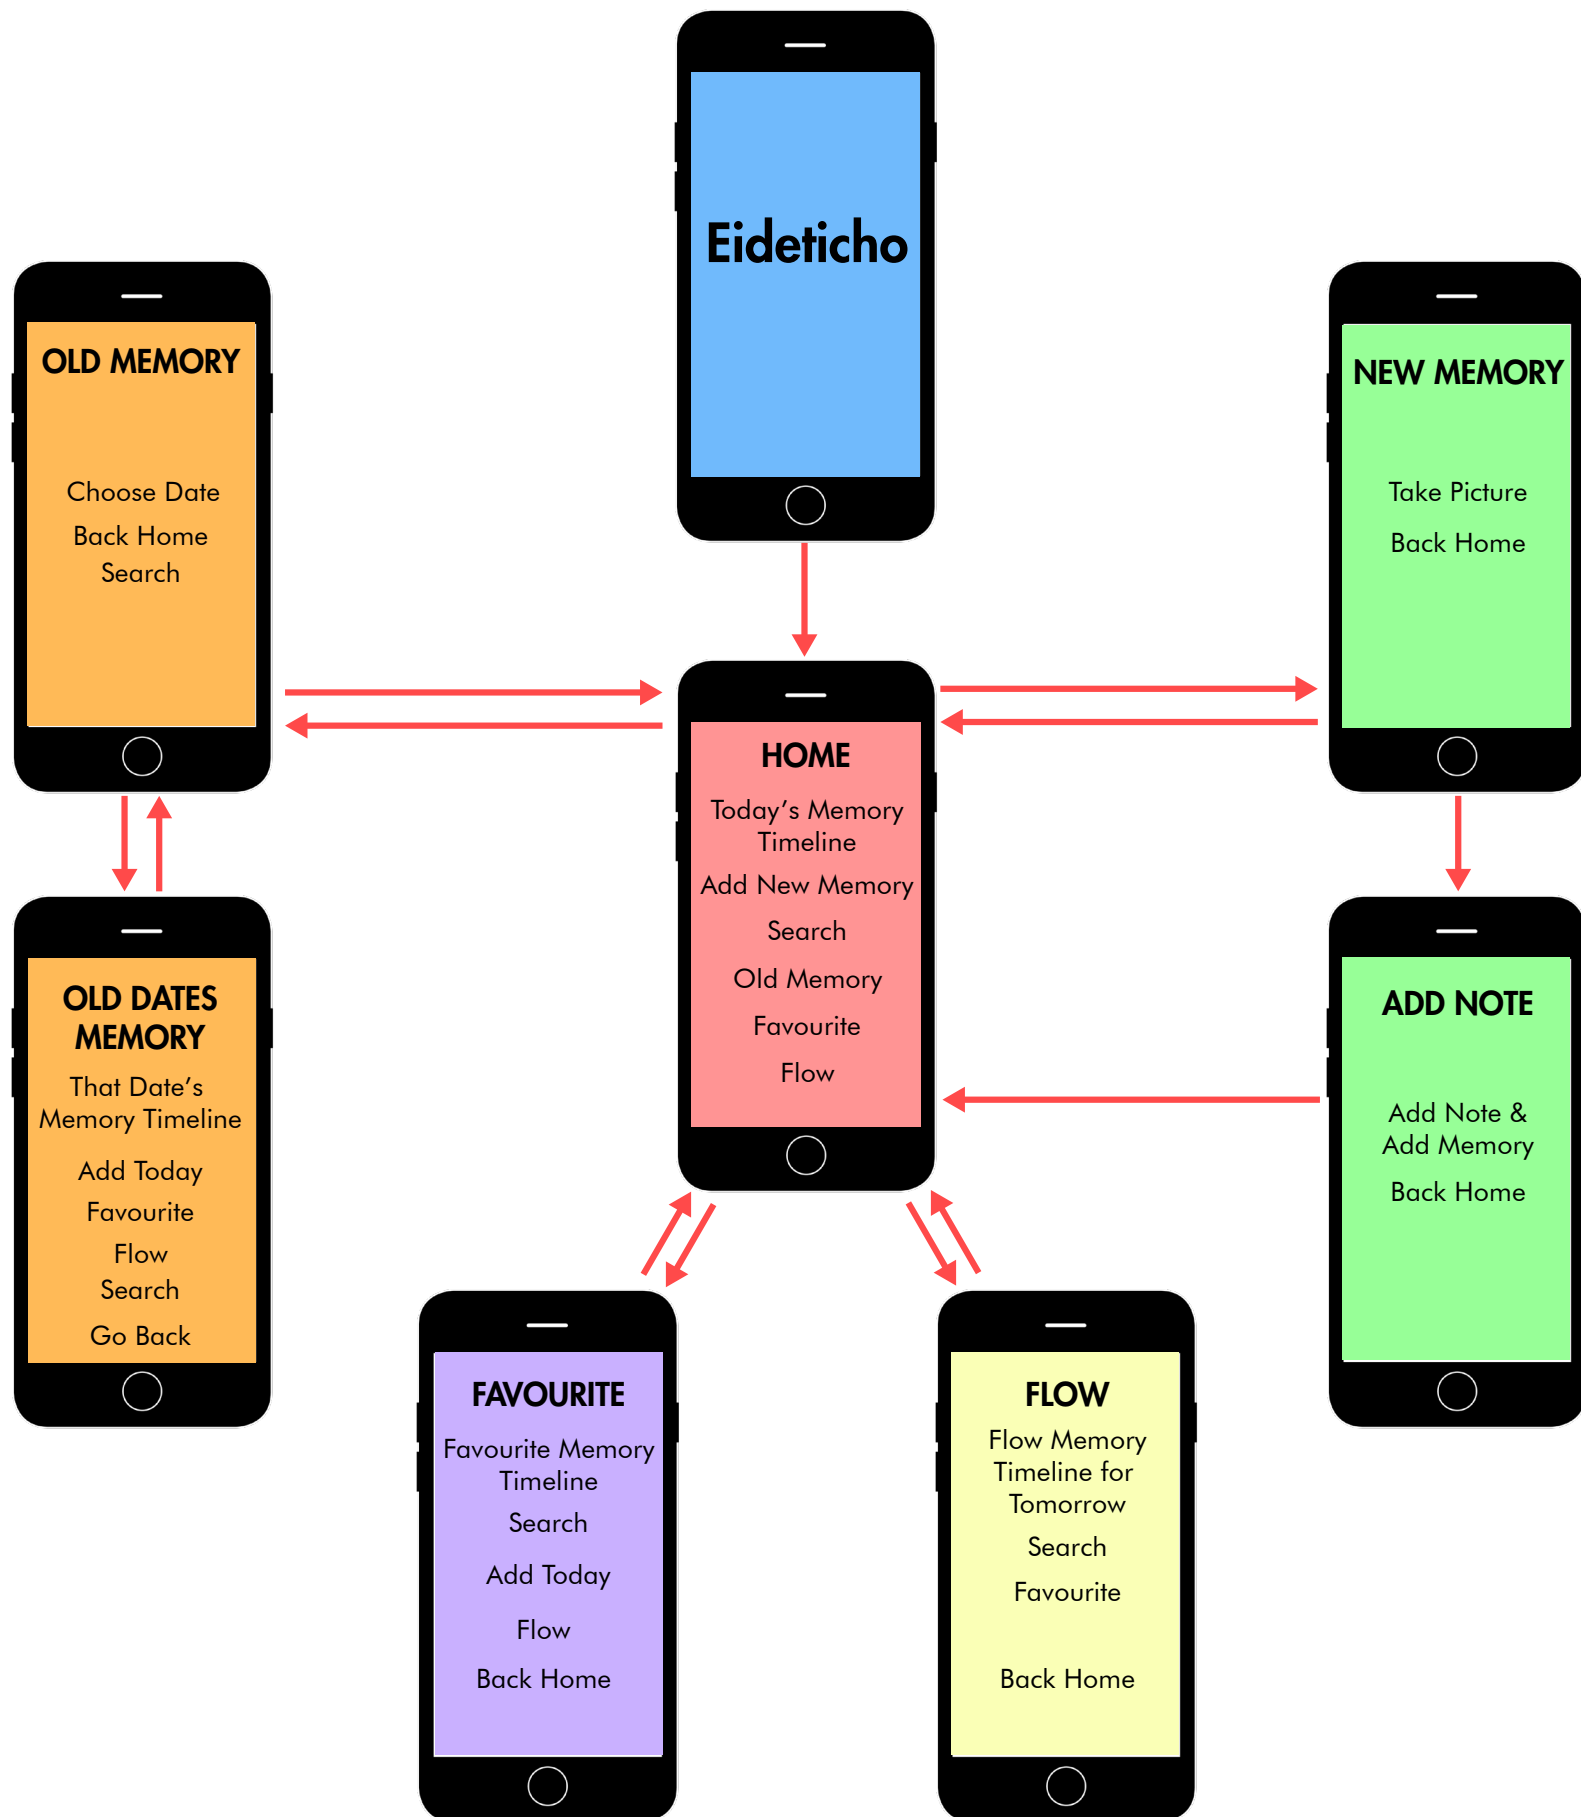 Eideticho
OLD MEMORY
Choose Date
Back Home
Search
NEW MEMORY
Take Picture
Back Home
HOME
Today's Memory
Timeline
Add New Memory
Search
Old Memory
Favourite
Flow
OLD DATES
MEMORY
That Date's
Memory Timeline
Add Today
Favourite
Flow
Search
Go Back
ADD NOTE
Add Note &
Add Memory
Back Home
FAVOURITE
Favourite Memory
Timeline
Search
Add Today
Flow
Back Home
FLOW
Flow Memory
Timeline for
Tomorrow
Search
Favourite
Back Home